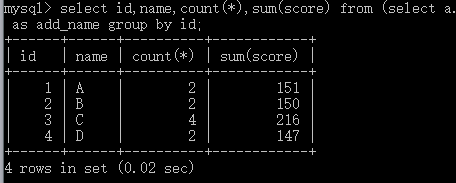 mysql> select id,name,count(*),sum(score) from (select a.
as add_name group by id;
+------+------+----------+------------+
| id | name | count(*) | sum(score) |
+------+------+----------+------------+
| 1 | A | 2 | 151 |
| 2 | B | 2 | 150 |
| 3 | C | 4 | 216 |
| 4 | D | 2 | 147 |
+------+------+----------+------------+
4 rows in set (0.02 sec)